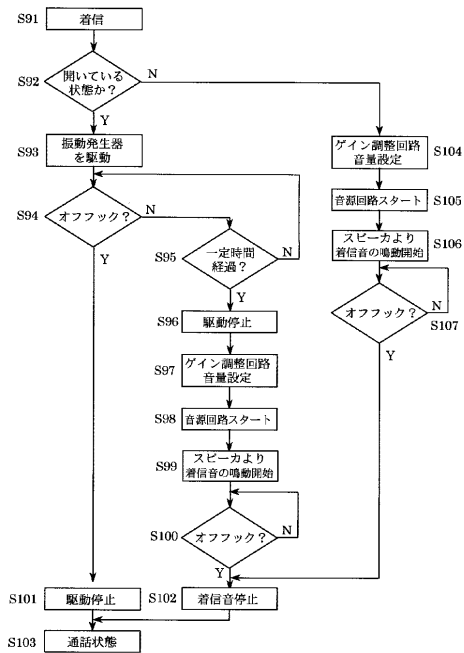 S91
着信
S92
開いている
状態か？
N
Y
S93
振動発生器
を駆動
S94
オフフック？
N
Y
S95
一定時間
経過？
N
Y
S96
駆動停止
S97
ゲイン調整回路
音量設定
S98
音源回路スタート
S99
スピーカより
着信音の鳴動開始
S100
オフフック？
N
Y
S104
ゲイン調整回路
音量設定
S105
音源回路スタート
S106
スピーカより
着信音の鳴動開始
S107
オフフック？
N
Y
S101
駆動停止
S102
着信音停止
S103
通話状態